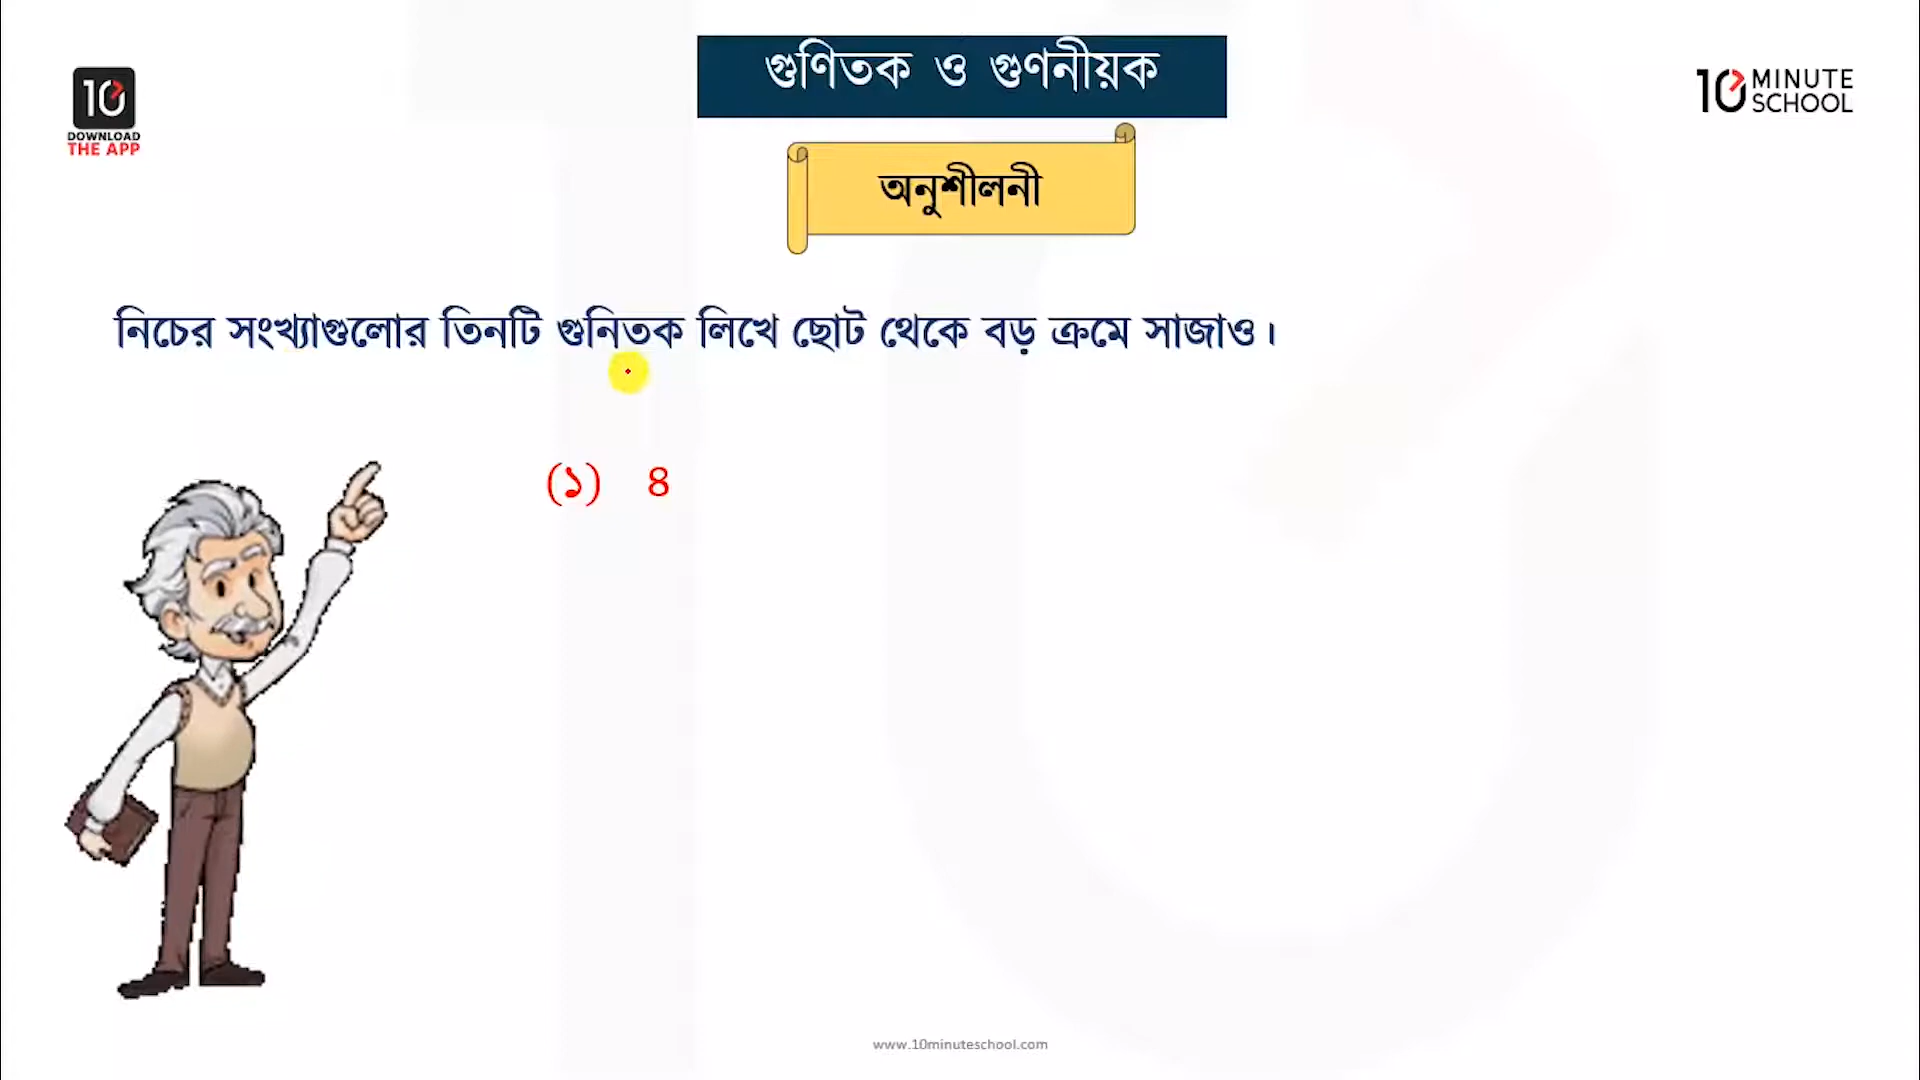 গুণিতক ও গুণনীয়ক
10
DOWNLOAD
THE APP
10 MINUTE
SCHOOL
অনুশীলনী
নিচের সংখ্যাগুলোর তিনটি গুনিতক লিখে ছোট থেকে বড় ক্রমে সাজাও।
(১) ৪
www.10minuteschool.com